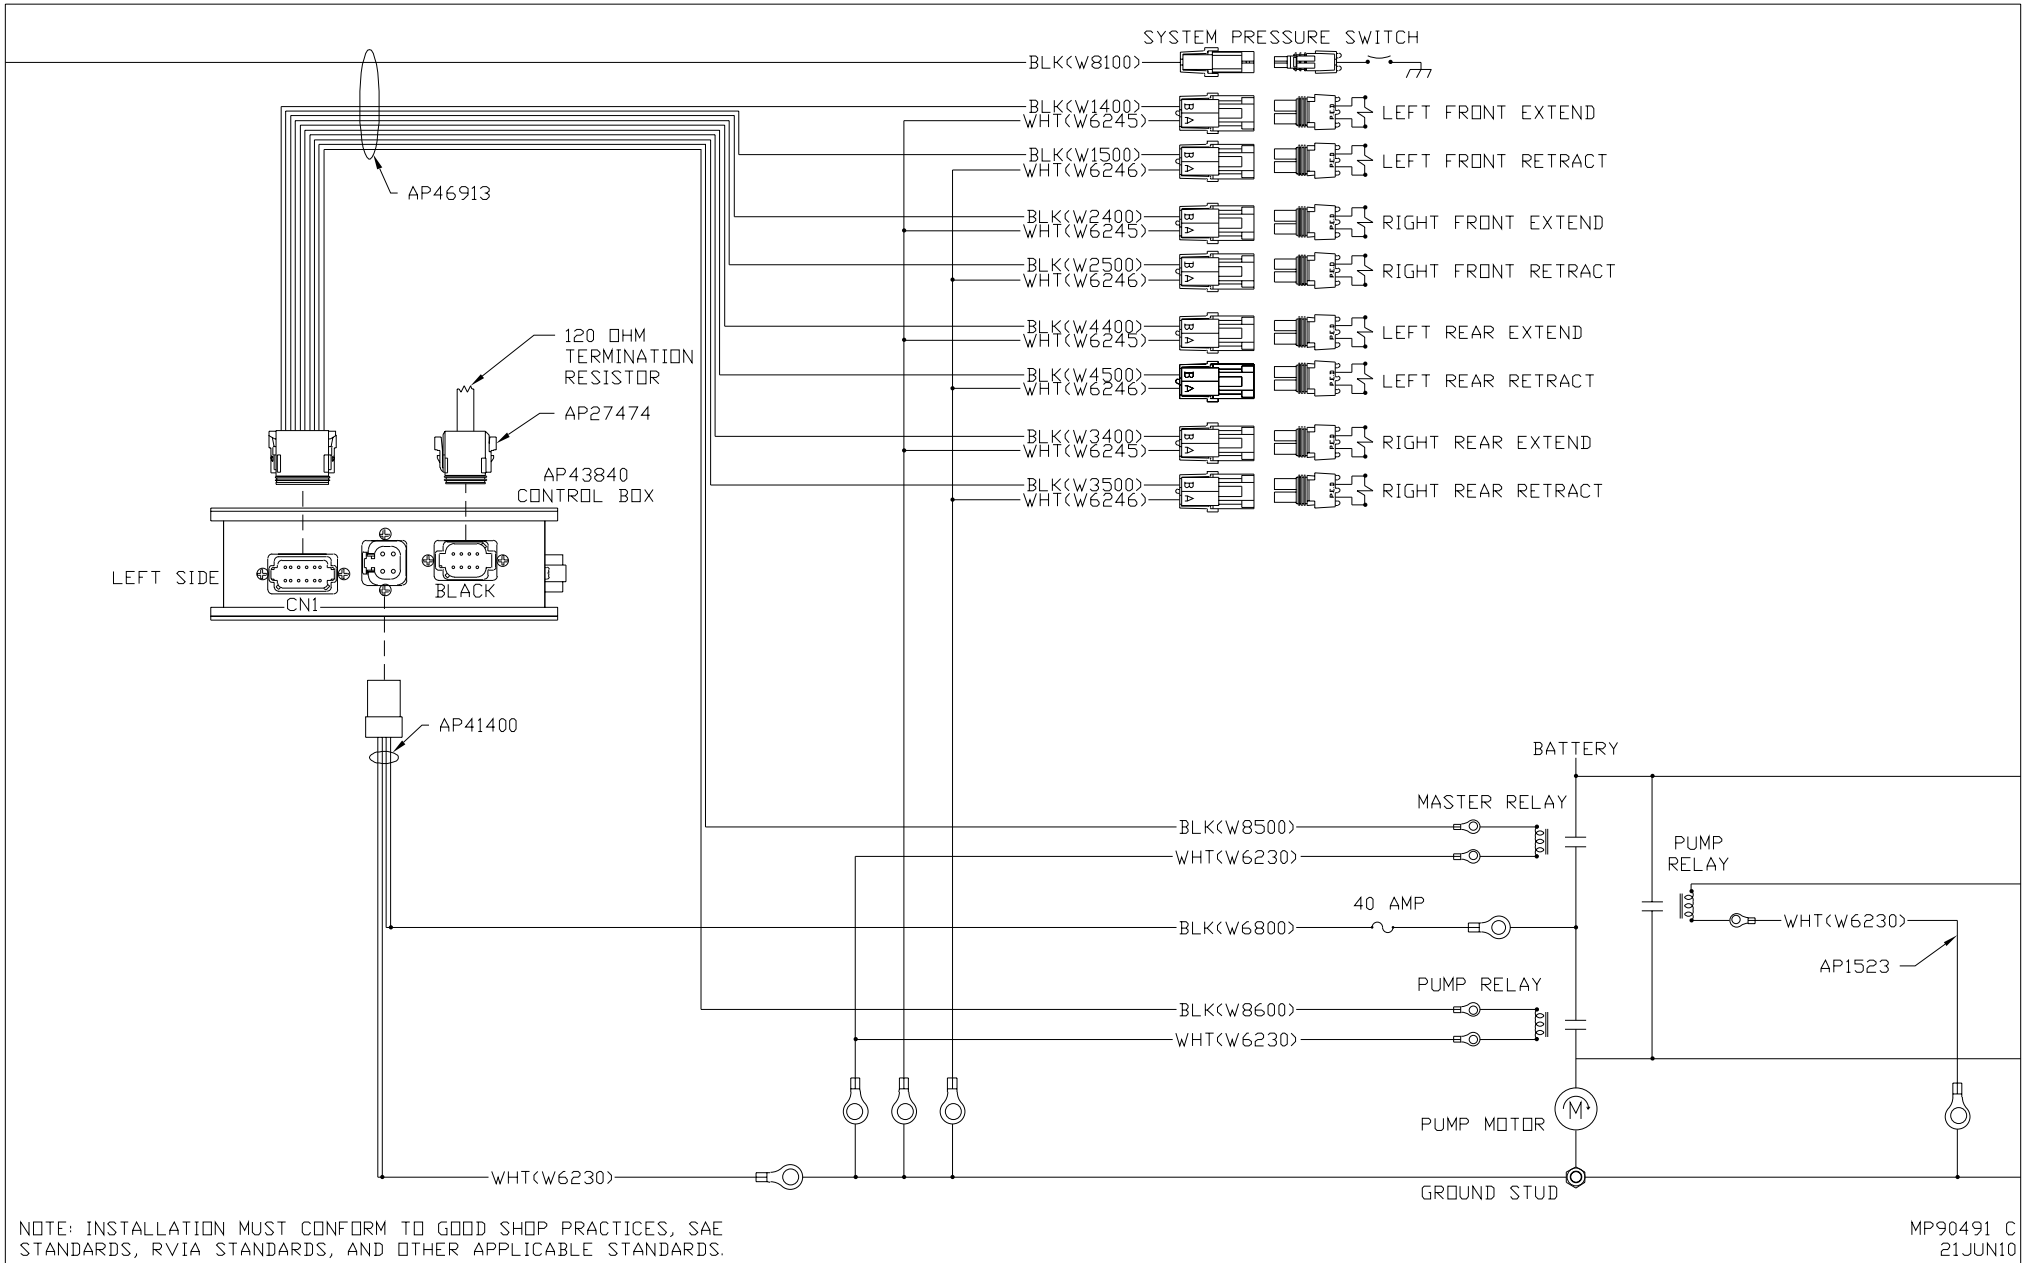 SYSTEM PRESSURE SWITCH
BLK(W8100)
BLK(W1400)
WHT(W6245)
B
A
LEFT FRONT EXTEND
BLK(W1500)
WHT(W6246)
B
A
LEFT FRONT RETRACT
AP46913
BLK(W2400)
WHT(W6245)
B
A
RIGHT FRONT EXTEND
BLK(W2500)
WHT(W6246)
B
A
RIGHT FRONT RETRACT
120 OHM
TERMINATION
RESISTOR
BLK(W4400)
WHT(W6245)
B
A
LEFT REAR EXTEND
BLK(W4500)
WHT(W6246)
B
A
LEFT REAR RETRACT
AP27474
BLK(W3400)
WHT(W6245)
B
A
RIGHT REAR EXTEND
AP43840
CONTROL BOX
BLK(W3500)
WHT(W6246)
B
A
RIGHT REAR RETRACT
LEFT SIDE
CN1
BLACK
AP41400
BATTERY
MASTER RELAY
BLK(W8500)
WHT(W6230)
PUMP
RELAY
40 AMP
BLK(W6800)
WHT(W6230)
AP1523
PUMP RELAY
BLK(W8600)
WHT(W6230)
M
PUMP MOTOR
WHT(W6230)
GROUND STUD
NOTE: INSTALLATION MUST CONFORM TO GOOD SHOP PRACTICES, SAE
STANDARDS, RVIA STANDARDS, AND OTHER APPLICABLE STANDARDS.
MP90491 C
21JUN10